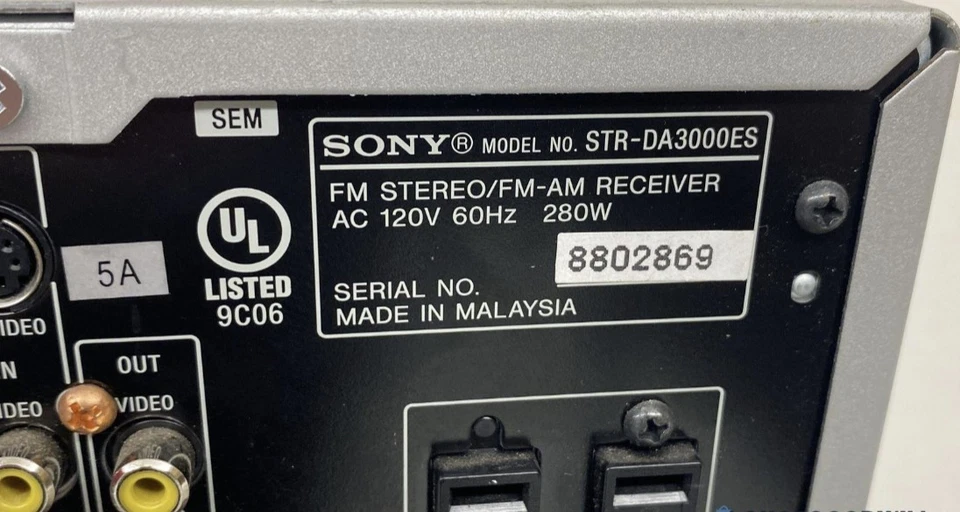 SEM
SONY® MODEL NO. STR-DA3000ES
FM STEREO/FM-AM RECEIVER
AC 120V 60Hz 280W
8802869
SERIAL NO.
MADE IN MALAYSIA
UL
LISTED
9C06
5A
OUT
VIDEO